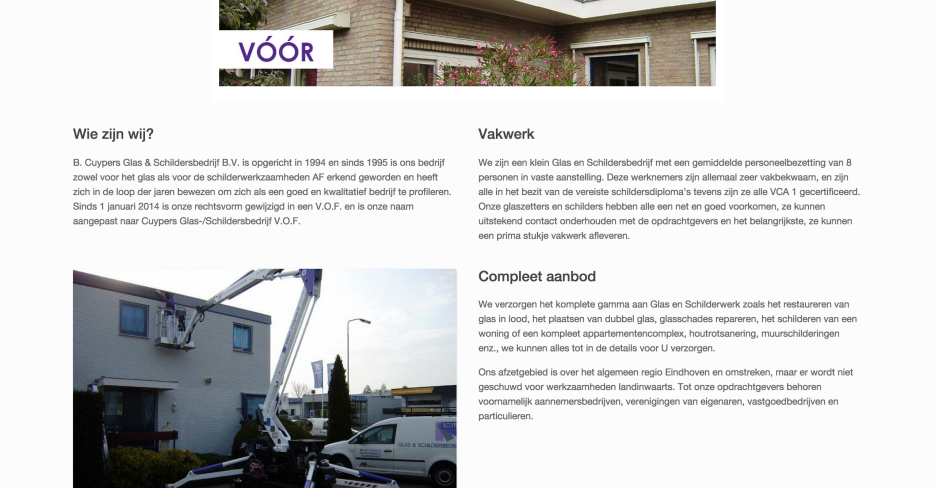 VÓÓR
Wie zijn wij?
B. Cuypers Glas & Schildersbedrijf B.V. is opgericht in 1994 en sinds 1995 is ons bedrijf
zowel voor het glas als voor de schilderwerkzaamheden AF erkend geworden en heeft
zich in de loop der jaren bewezen om zich als een goed en kwalitatief bedrijf te profileren.
Sinds 1 januari 2014 is onze rechtsvorm gewijzigd in een V.O.F. en is onze naam
aangepast naar Cuypers Glas-/Schildersbedrijf V.O.F.
Vakwerk
We zijn een klein Glas en Schildersbedrijf met een gemiddelde personeelbezetting van 8
personen in vaste aanstelling. Deze werknemers zijn allemaal zeer vakbekwaam, en zijn
alle in het bezit van de vereiste schildersdiploma's tevens zijn ze alle VCA 1 gecertificeerd.
Onze glaszetters en schilders hebben alle een net en goed voorkomen, ze kunnen
uitstekend contact onderhouden met de opdrachtgevers en het belangrijkste, ze kunnen
een prima stukje vakwerk afleveren.
Compleet aanbod
We verzorgen het komplete gamma aan Glas en Schilderwerk zoals het restaureren van
glas in lood, het plaatsen van dubbel glas, glasschades repareren, het schilderen van een
woning of een kompleet appartementencomplex, houtrotsanering, muurschilderingen
enz., we kunnen alles tot in de details voor U verzorgen.
Ons afzetgebied is over het algemeen regio Eindhoven en omstreken, maar er wordt niet
geschuwd voor werkzaamheden landinwaarts. Tot onze opdrachtgevers behoren
voornamelijk aannemersbedrijven, verenigingen van eigenaren, vastgoedbedrijven en
particulieren.
GLAS & SCHILDERSBEDRIJF